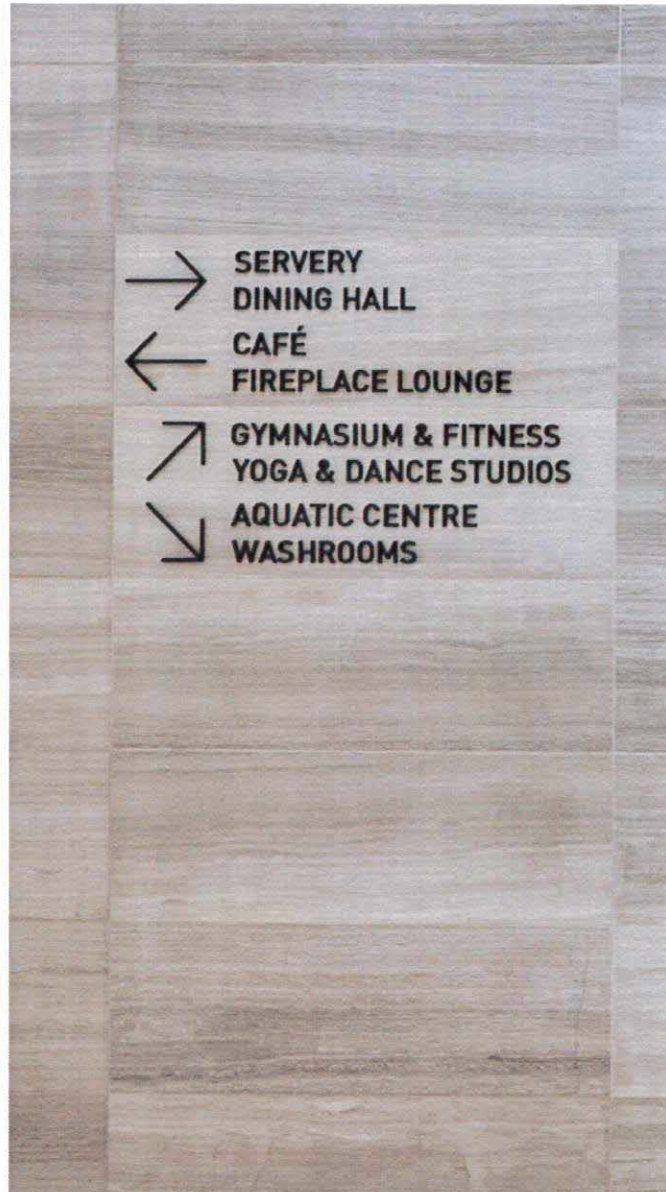 SERVERY
DINING HALL
CAFÉ
FIREPLACE LOUNGE
GYMNASIUM & FITNESS
YOGA & DANCE STUDIOS
AQUATIC CENTRE
WASHROOMS